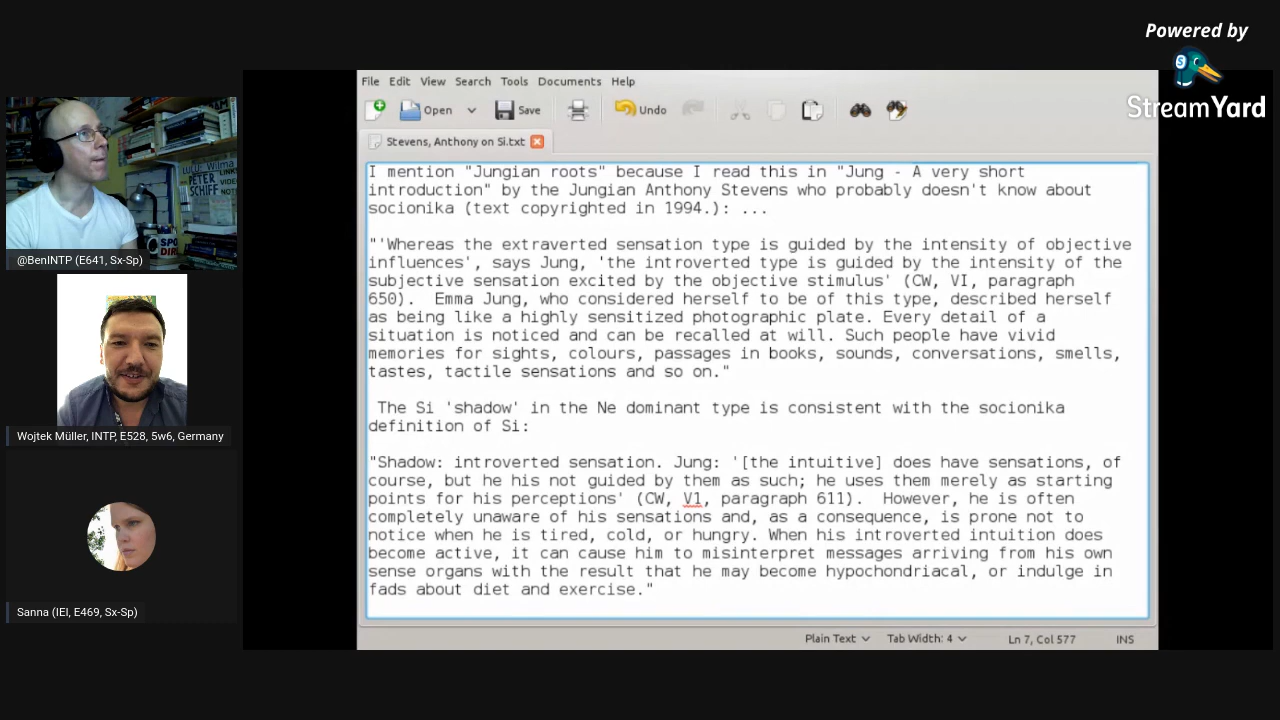 Powered by
StreamYard
File Edit View Search Tools Documents Help
Open Save Undo
Stevens, Anthony on Si.txt
I mention "Jungian roots" because I read this in "Jung - A very short
introduction" by the Jungian Anthony Stevens who probably doesn't know about
socionika (text copyrighted in 1994.): ...
"'Whereas the extraverted sensation type is guided by the intensity of objective
influences', says Jung, 'the introverted type is guided by the intensity of the
subjective sensation excited by the objective stimulus' (CW, VI, paragraph
650).  Emma Jung, who considered herself to be of this type, described herself
as being like a highly sensitized photographic plate. Every detail of a
situation is noticed and can be recalled at will. Such people have vivid
memories for sights, colours, passages in books, sounds, conversations, smells,
tastes, tactile sensations and so on."
The Si 'shadow' in the Ne dominant type is consistent with the socionika
definition of Si:
"Shadow: introverted sensation. Jung: '[the intuitive] does have sensations, of
course, but he his not guided by them as such; he uses them merely as starting
points for his perceptions' (CW, V1, paragraph 611).  However, he is often
completely unaware of his sensations and, as a consequence, is prone not to
notice when he is tired, cold, or hungry. When his introverted intuition does
become active, it can cause him to misinterpret messages arriving from his own
sense organs with the result that he may become hypochondriacal, or indulge in
fads about diet and exercise."
Plain Text Tab Width: 4 Ln 7, Col 577 INS
PETER
SCHIFF
@BenINTP (E641, Sx-Sp)
Wojtek Müller, INTP, E528, 5w6, Germany
Sanna (IEI, E469, Sx-Sp)